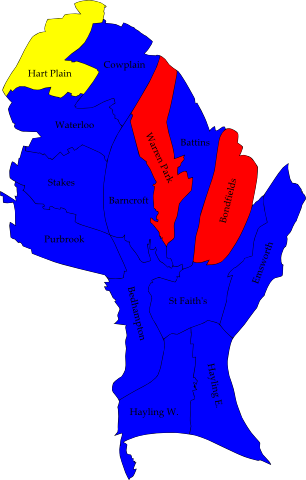 Cowplain
Hart Plain
Waterloo
Warren Park
Battins
Stakes
Bondfields
Barncroft
Purbrook
Emsworth
Bedhampton
St Faith's
Hayling E.
Hayling W.